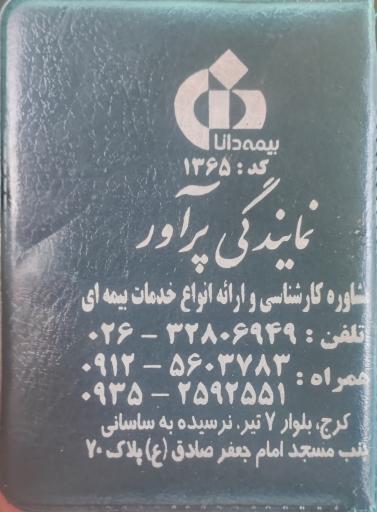 بیمه دانا
کد : ۱۳۶۵
نمایندگی پرآور
مشاوره کارشناسی و ارائه انواع خدمات بیمه ای
تلفن : ۳۲۸۰۶۹۴۹ – ۰۲۶
همراه : ۵۶۰۳۷۸۳ – ۰۹۱۲
۲۵۹۲۵۵۱ – ۰۹۳۵
کرج، بلوار ۷ تیر، نرسیده به ساسانی
جنب مسجد امام جعفر صادق (ع) پلاک ۷۰